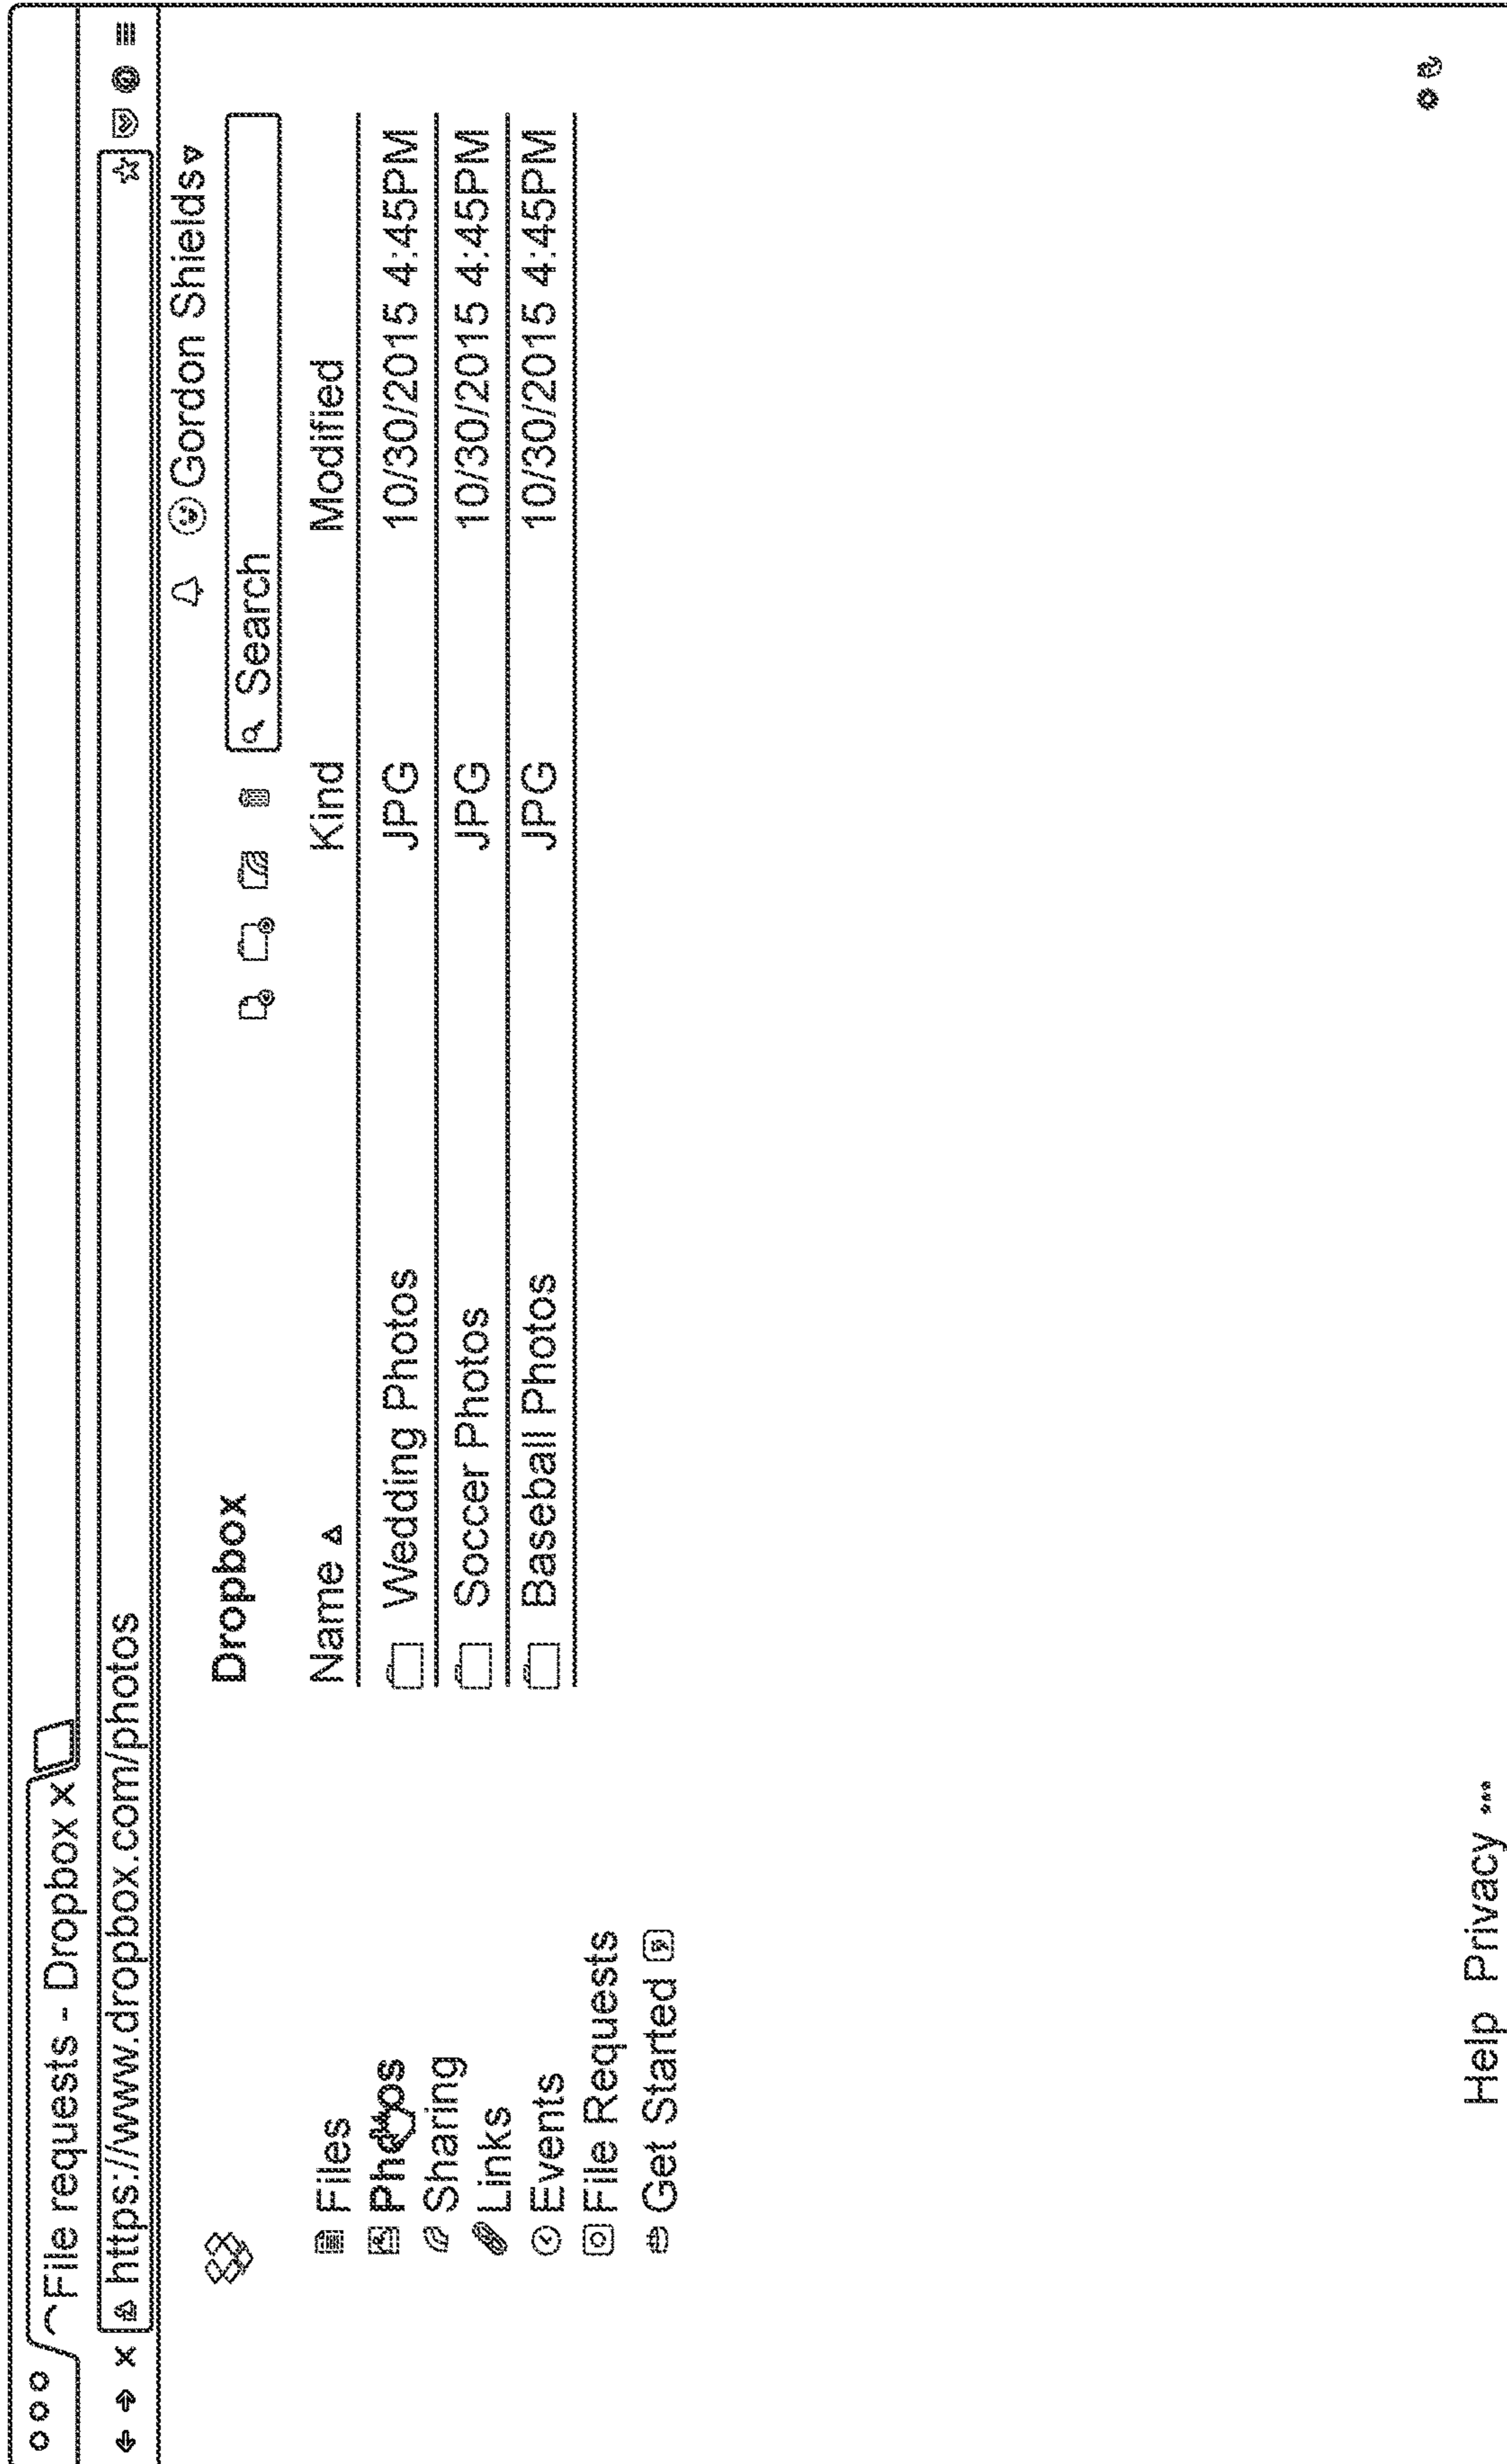 File requests - Dropbox x
https://www.dropbox.com/photos
Gordon Shields
Dropbox
Search
Name Kind Modified
Wedding Photos JPG 10/30/2015 4:45PM
Soccer Photos JPG 10/30/2015 4:45PM
Baseball Photos JPG 10/30/2015 4:45PM
Files
Photos
Sharing
Links
Events
File Requests
Get Started
Help Privacy ...